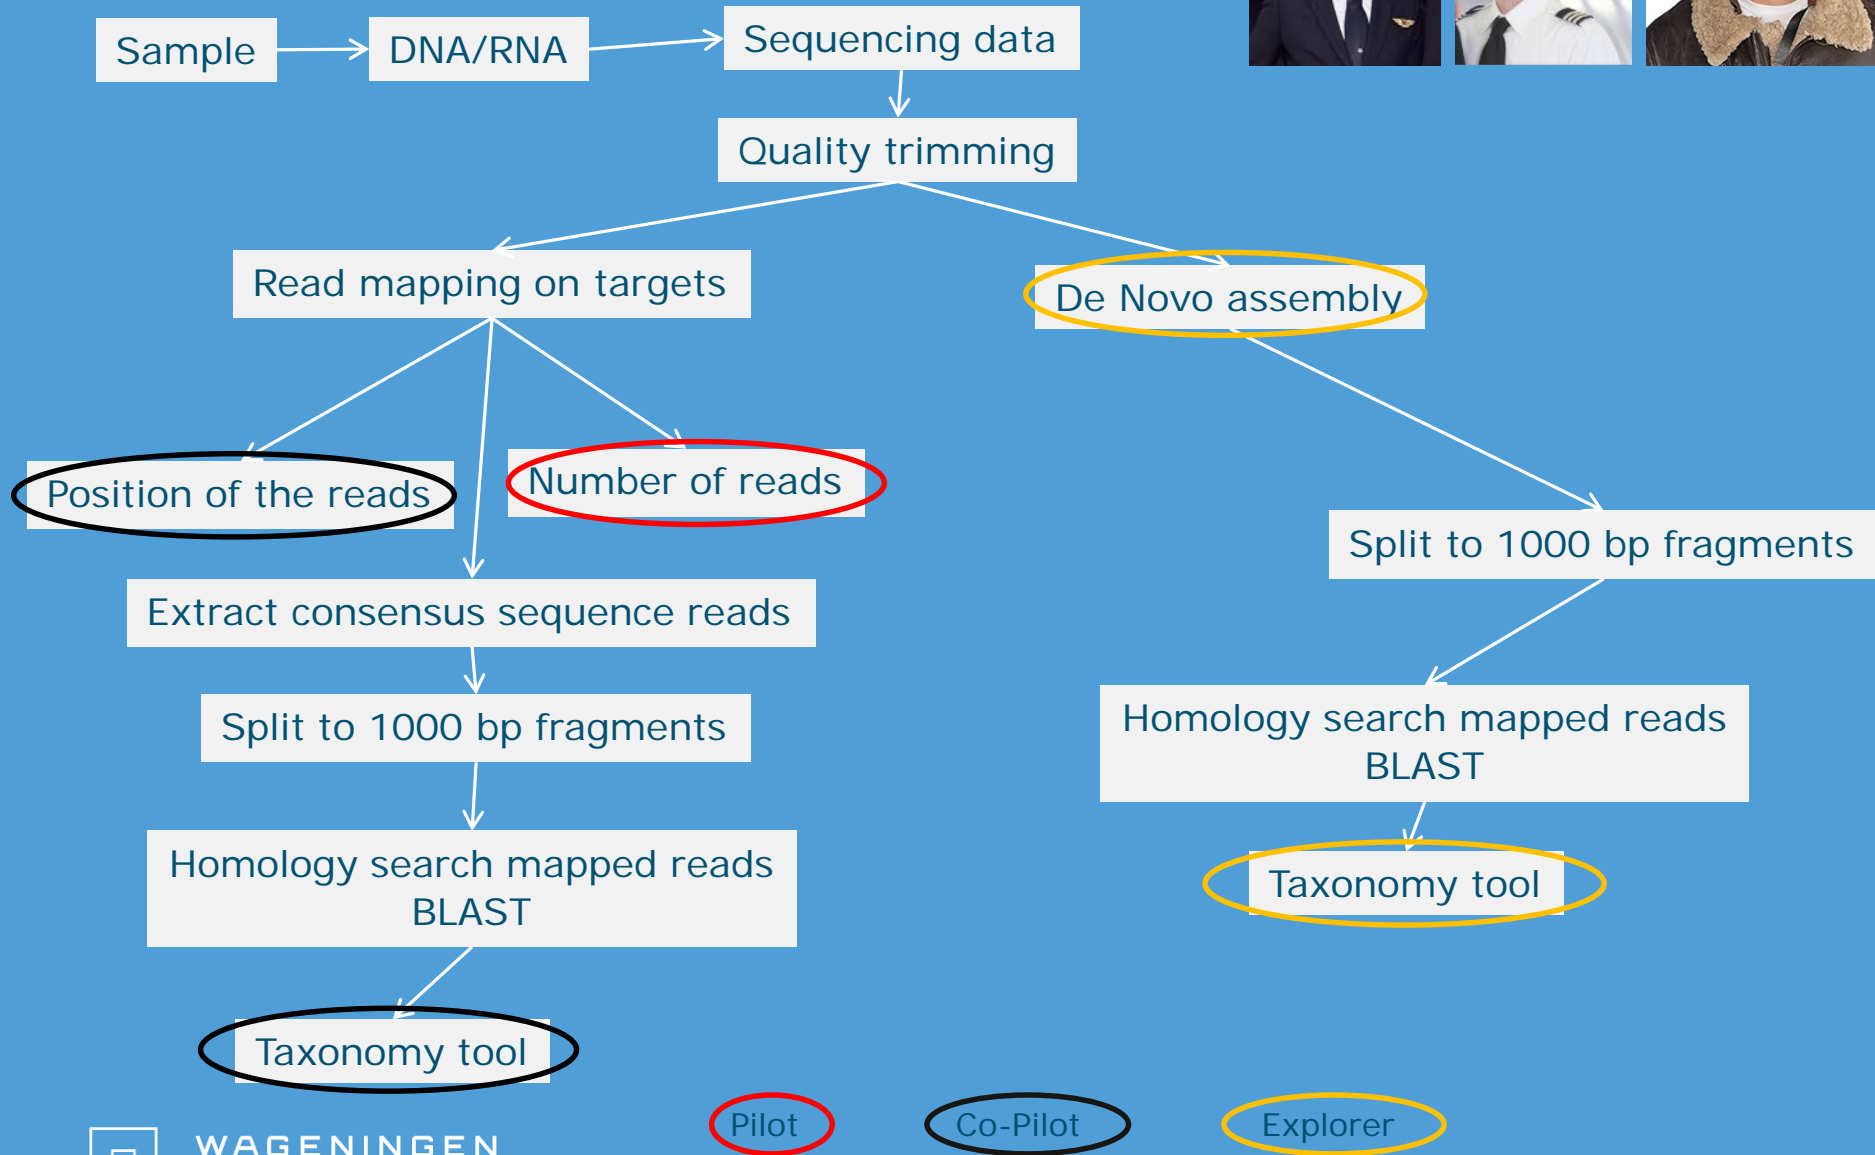 Sample
DNA/RNA
Sequencing data
Quality trimming
Read mapping on targets
De Novo assembly
Position of the reads
Number of reads
Split to 1000 bp fragments
Extract consensus sequence reads
Split to 1000 bp fragments
Homology search mapped reads
BLAST
Homology search mapped reads
BLAST
Taxonomy tool
Taxonomy tool
Pilot
Co-Pilot
Explorer
WAGENINGEN